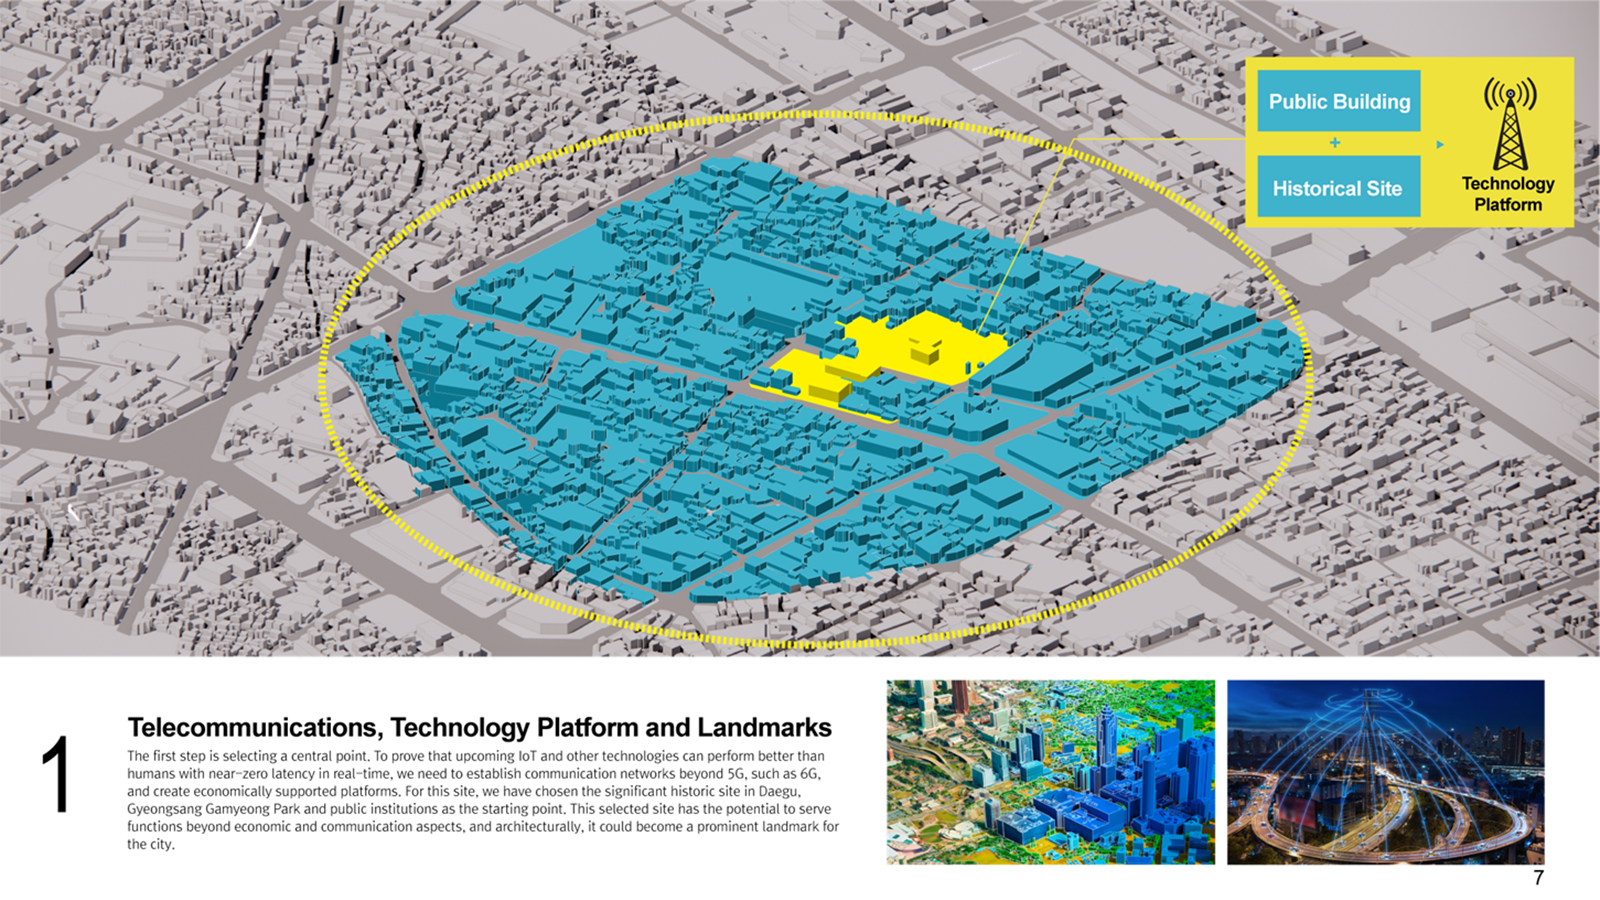 Public Building
+
Historical Site
Technology
Platform
1
Telecommunications, Technology Platform and Landmarks
The first step is selecting a central point. To prove that upcoming IoT and other technologies can perform better than
humans with near-zero latency in real-time, we need to establish communication networks beyond 5G, such as 6G,
and create economically supported platforms. For this site, we have chosen the significant historic site in Daegu,
Gyeongsang Gamyeong Park and public institutions as the starting point. This selected site has the potential to serve
functions beyond economic and communication aspects, and architecturally, it could become a prominent landmark for
the city.
7